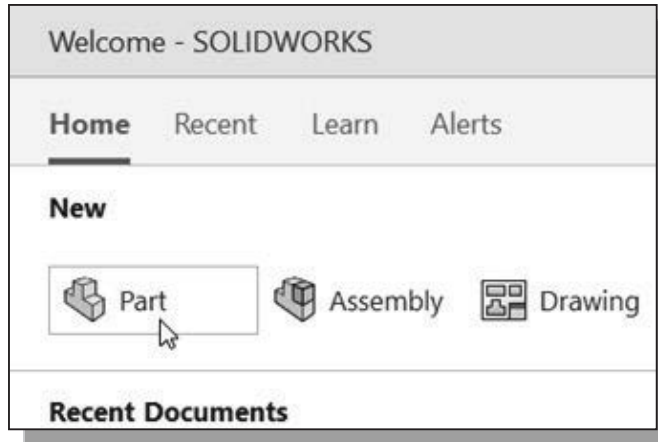 Welcome - SOLIDWORKS
Home Recent Learn Alerts
New
Part Assembly Drawing
Recent Documents